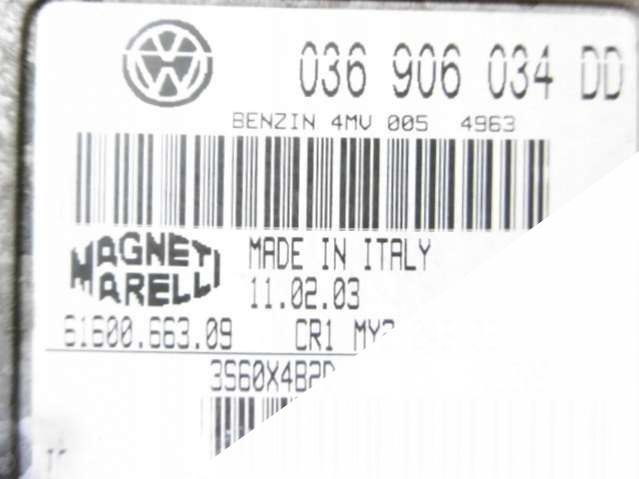 036 906 034 DD
BENZIN 4MV 005 4963
MAGNETI MARELLI
MADE IN ITALY
11.02.03
61600.663.09 CR1